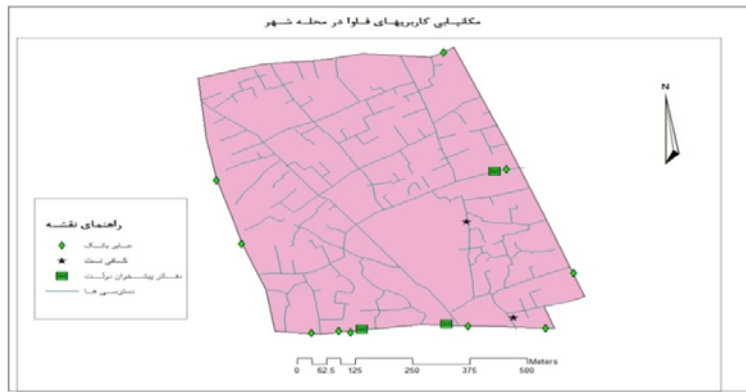 مکانیابی کاربریهای فاوا در محله شهر
N
راهنمای نقشه
عابر بانک
کافی نت
دفاتر پیشخوان دولت
دسترسی ها
Meters
0 62.5 125 250 375 500